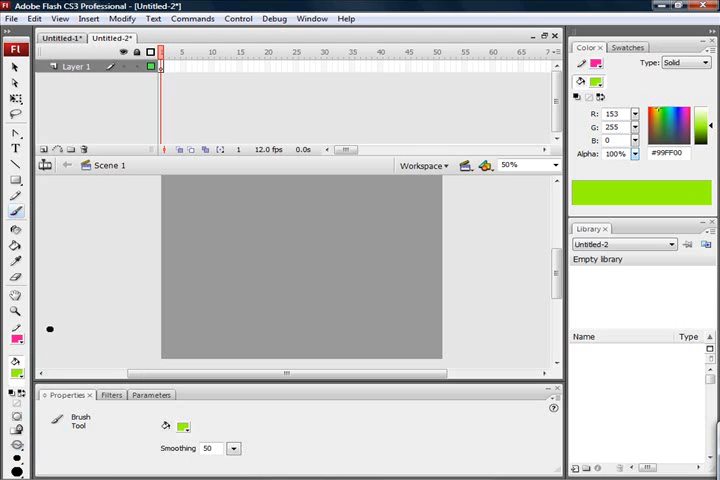 Adobe Flash CS3 Professional - [Untitled-2*]
File Edit View Insert Modify Text Commands Control Debug Window Help
Untitled-1* Untitled-2*
1 5 10 15 20 25 30 35 40 45 50 55 60 65 7
Layer 1
1 12.0 fps 0.0s
Scene 1 Workspace 50%
Properties Filters Parameters
Brush
Tool
Smoothing 50
Fl
T
Color Swatches
Type: Solid
R: 153
G: 255
B: 0
Alpha: 100% #99FF00
Library
Untitled-2
Empty library
Name Type